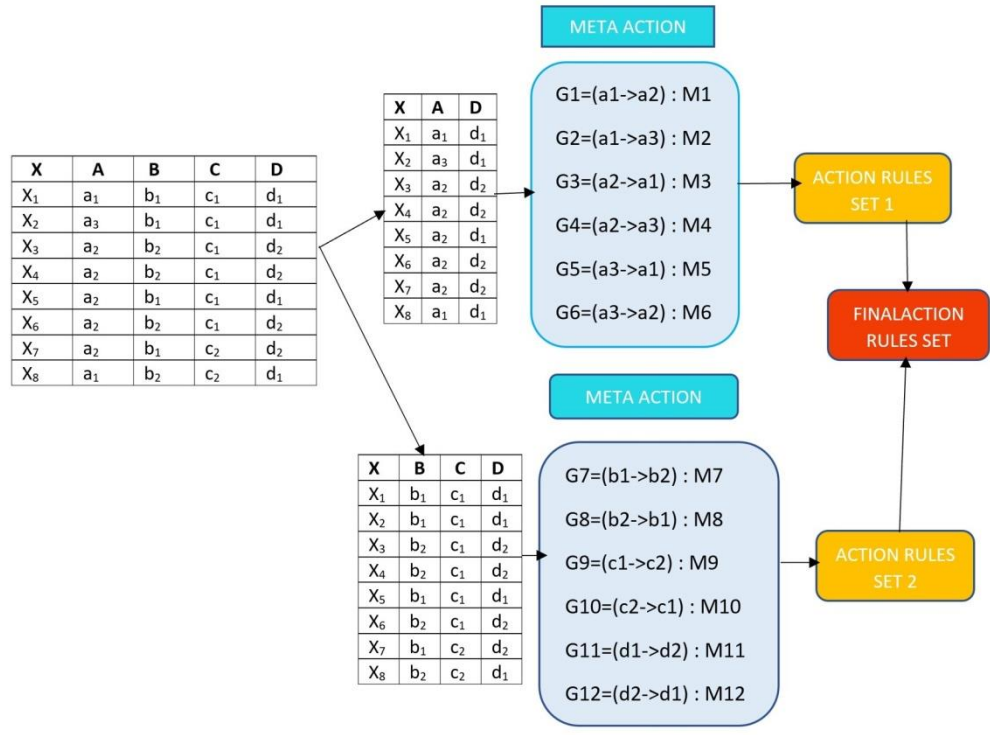 META ACTION
G1=(a1->a2) : M1
G2=(a1->a3) : M2
G3=(a2->a1) : M3
G4=(a2->a3) : M4
G5=(a3->a1) : M5
G6=(a3->a2) : M6
X A B C D
X₁ a₁ b₁ c₁ d₁
X₂ a₃ b₁ c₁ d₁
X₃ a₂ b₂ c₁ d₂
X₄ a₂ b₂ c₁ d₂
X₅ a₂ b₁ c₁ d₁
X₆ a₂ b₂ c₁ d₂
X₇ a₂ b₁ c₂ d₂
X₈ a₁ b₂ c₂ d₁
X A D
X₁ a₁ d₁
X₂ a₃ d₁
X₃ a₂ d₂
X₄ a₂ d₂
X₅ a₂ d₁
X₆ a₂ d₂
X₇ a₂ d₂
X₈ a₁ d₁
ACTION RULES
SET 1
FINALACTION
RULES SET
META ACTION
X B C D
X₁ b₁ c₁ d₁
X₂ b₁ c₁ d₁
X₃ b₂ c₁ d₂
X₄ b₂ c₁ d₂
X₅ b₁ c₁ d₁
X₆ b₂ c₁ d₂
X₇ b₁ c₂ d₂
X₈ b₂ c₂ d₁
G7=(b1->b2) : M7
G8=(b2->b1) : M8
G9=(c1->c2) : M9
G10=(c2->c1) : M10
G11=(d1->d2) : M11
G12=(d2->d1) : M12
ACTION RULES
SET 2